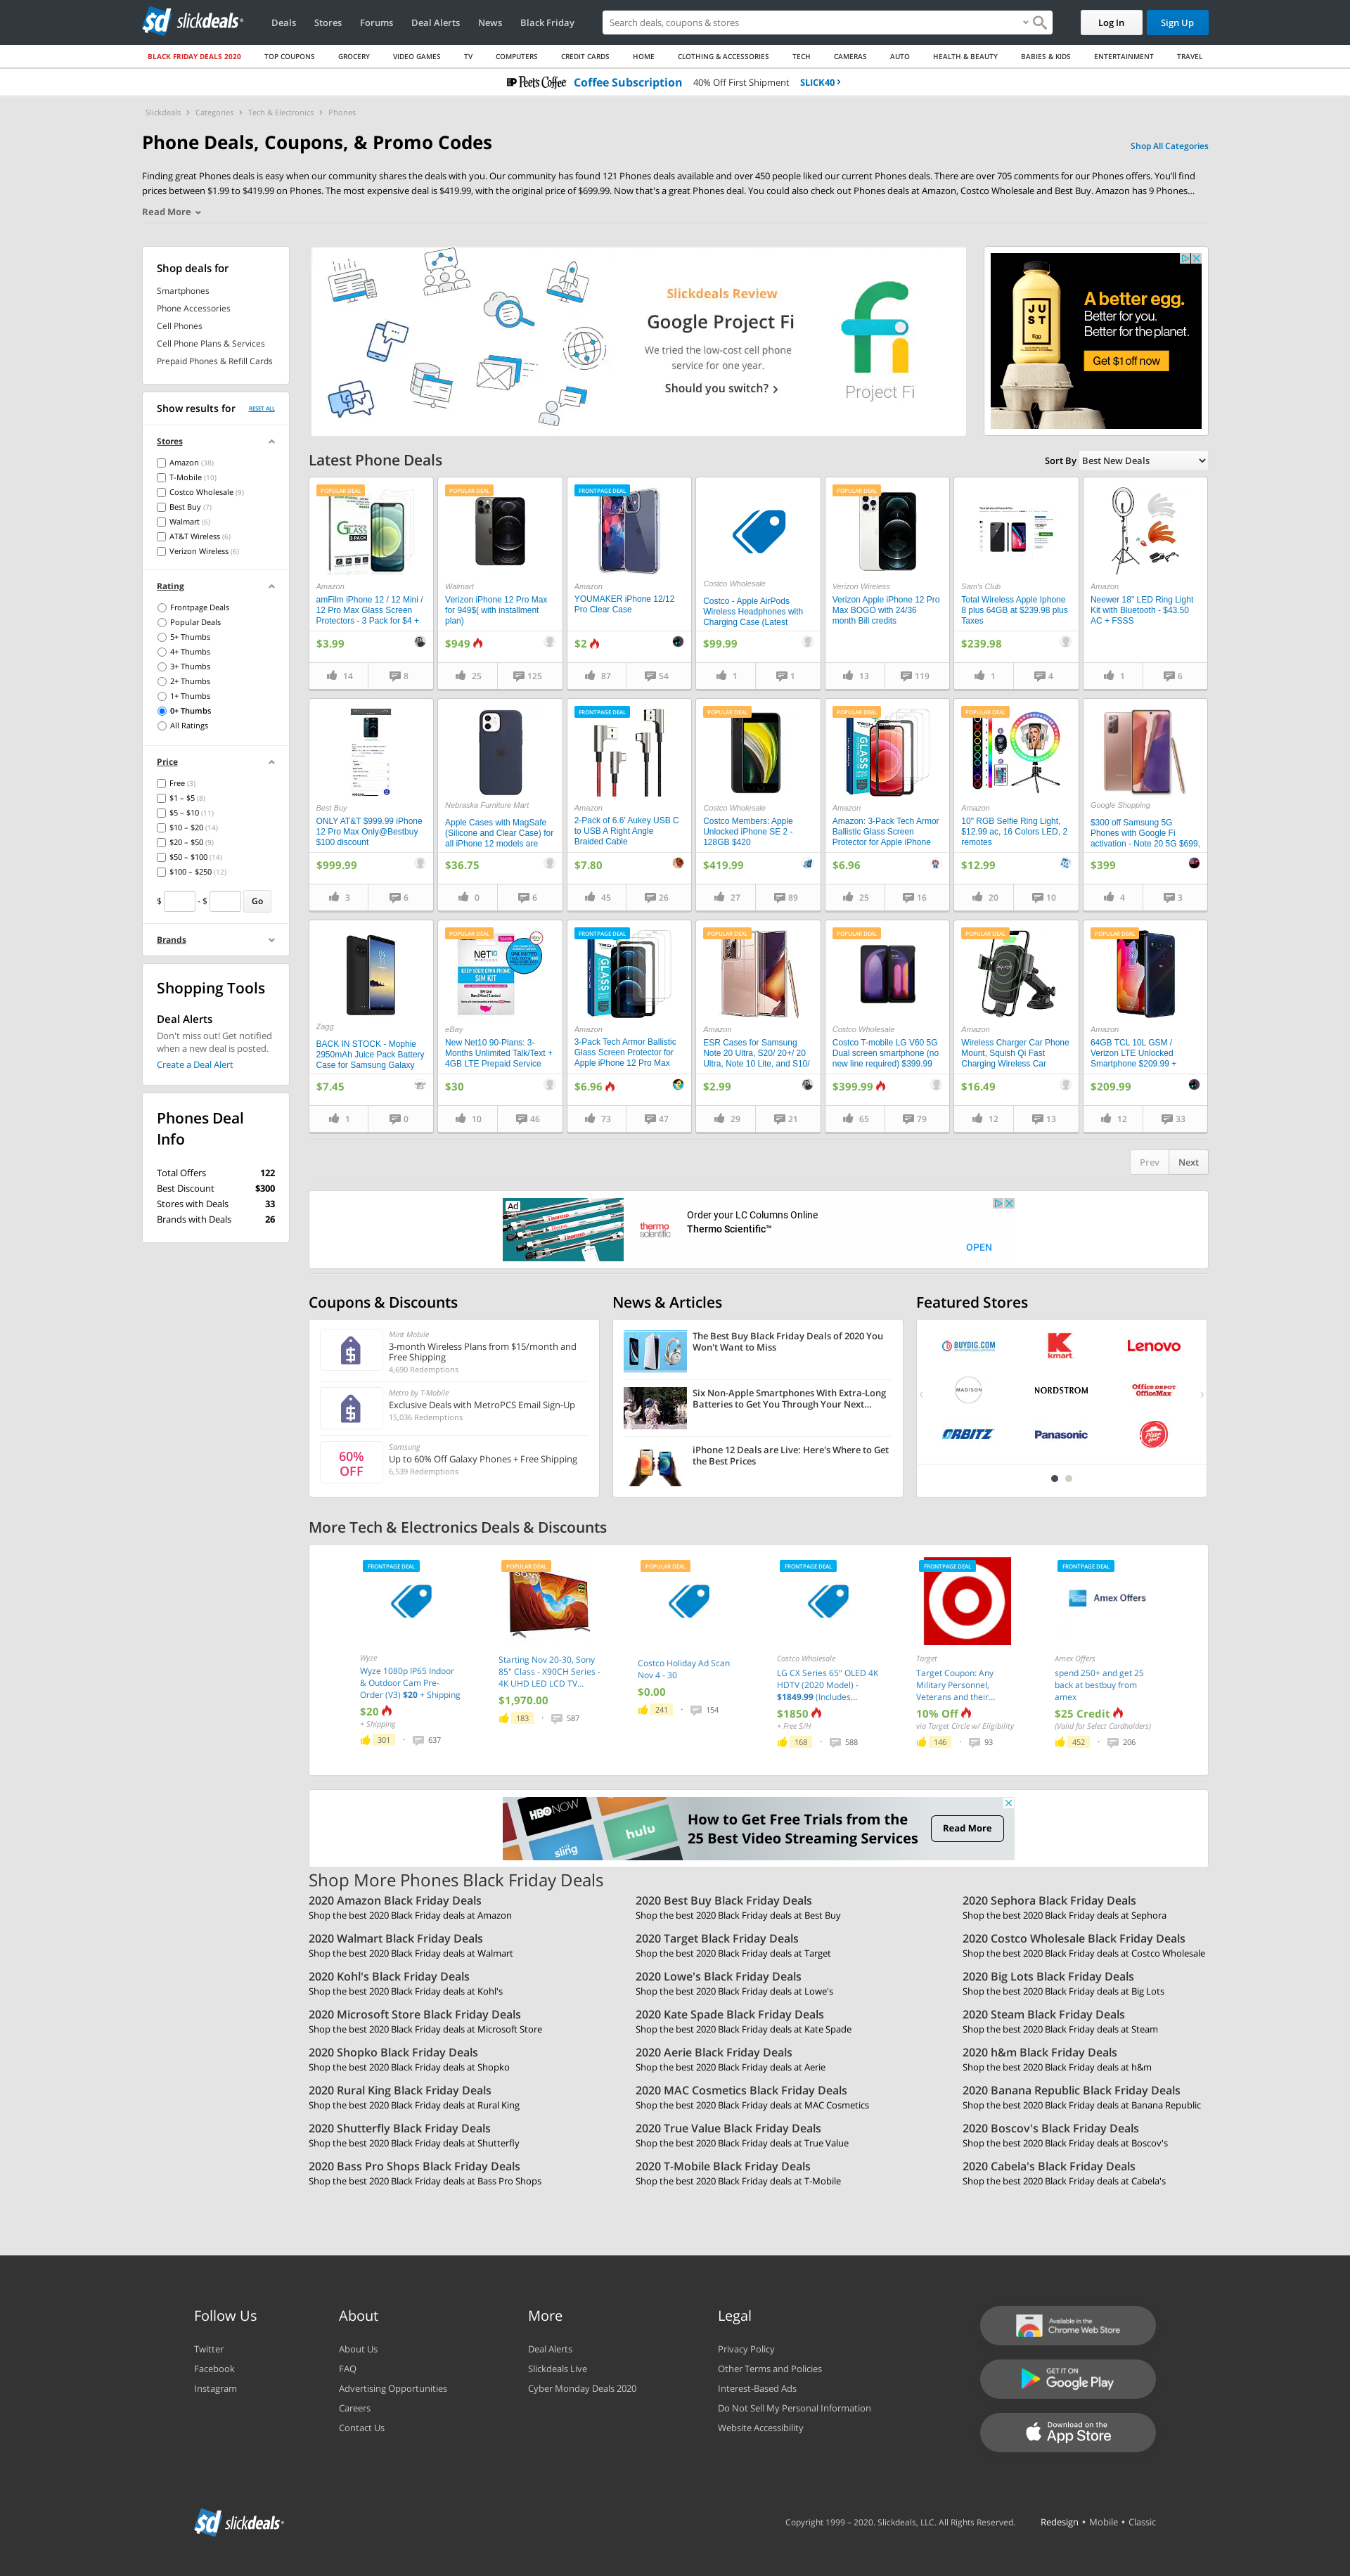 slickdeals
Deals
Stores
Forums
Deal Alerts
News
Black Friday
Search deals, coupons & stores
Log In
Sign Up
BLACK FRIDAY DEALS 2020
TOP COUPONS
GROCERY
VIDEO GAMES
TV
COMPUTERS
CREDIT CARDS
HOME
CLOTHING & ACCESSORIES
TECH
CAMERAS
AUTO
HEALTH & BEAUTY
BABIES & KIDS
ENTERTAINMENT
TRAVEL
Peet's Coffee Coffee Subscription 40% Off First Shipment SLICK40
Slickdeals > Categories > Tech & Electronics > Phones
Phone Deals, Coupons, & Promo Codes
Shop All Categories
Finding great Phones deals is easy when our community shares the deals with you. Our community has found 121 Phones deals available and over 450 people liked our current Phones deals. There are over 705 comments for our Phones offers. You'll find
prices between $1.99 to $419.99 on Phones. The most expensive deal is $419.99, with the original price of $699.99. Now that's a great Phones deal. You could also check out Phones deals at Amazon, Costco Wholesale and Best Buy. Amazon has 9 Phones...
Read More
Shop deals for
Smartphones
Phone Accessories
Cell Phones
Cell Phone Plans & Services
Prepaid Phones & Refill Cards
Show results for RESET ALL
Stores
Amazon (38)
T-Mobile (10)
Costco Wholesale (9)
Best Buy (7)
Walmart (6)
AT&T Wireless (6)
Verizon Wireless (6)
Rating
Frontpage Deals
Popular Deals
5+ Thumbs
4+ Thumbs
3+ Thumbs
2+ Thumbs
1+ Thumbs
0+ Thumbs
All Ratings
Price
Free (3)
$1 – $5 (8)
$5 – $10 (11)
$10 – $20 (14)
$20 – $50 (9)
$50 – $100 (14)
$100 – $250 (12)
$ - $ Go
Brands
Shopping Tools
Deal Alerts
Don't miss out! Get notified
when a new deal is posted.
Create a Deal Alert
Phones Deal
Info
Total Offers 122
Best Discount $300
Stores with Deals 33
Brands with Deals 26
Slickdeals Review
Google Project Fi
We tried the low-cost cell phone
service for one year.
Should you switch?
Project Fi
JUST
Egg
A better egg.
Better for you.
Better for the planet.
Get $1 off now
Latest Phone Deals
Sort By Best New Deals
POPULAR DEAL
Amazon
amFilm iPhone 12 / 12 Mini /
12 Pro Max Glass Screen
Protectors - 3 Pack for $4 +
$3.99
14 8
POPULAR DEAL
Walmart
Verizon iPhone 12 Pro Max
for 949$( with installment
plan)
$949
25 125
FRONTPAGE DEAL
Amazon
YOUMAKER iPhone 12/12
Pro Clear Case
$2
87 54
Costco Wholesale
Costco - Apple AirPods
Wireless Headphones with
Charging Case (Latest
$99.99
1 1
POPULAR DEAL
Verizon Wireless
Verizon Apple iPhone 12 Pro
Max BOGO with 24/36
month Bill credits
13 119
Sam's Club
Total Wireless Apple Iphone
8 plus 64GB at $239.98 plus
Taxes
$239.98
1 4
Amazon
Neewer 18" LED Ring Light
Kit with Bluetooth - $43.50
AC + FSSS
1 6
Best Buy
ONLY AT&T $999.99 iPhone
12 Pro Max Only@Bestbuy
$100 discount
$999.99
3 6
Nebraska Furniture Mart
Apple Cases with MagSafe
(Silicone and Clear Case) for
all iPhone 12 models are
$36.75
0 6
FRONTPAGE DEAL
Amazon
2-Pack of 6.6' Aukey USB C
to USB A Right Angle
Braided Cable
$7.80
45 26
POPULAR DEAL
Costco Wholesale
Costco Members: Apple
Unlocked iPhone SE 2 -
128GB $420
$419.99
27 89
POPULAR DEAL
Amazon
Amazon: 3-Pack Tech Armor
Ballistic Glass Screen
Protector for Apple iPhone
$6.96
25 16
POPULAR DEAL
Amazon
10" RGB Selfie Ring Light,
$12.99 ac, 16 Colors LED, 2
remotes
$12.99
20 10
Google Shopping
$300 off Samsung 5G
Phones with Google Fi
activation - Note 20 5G $699,
$399
4 3
Zagg
BACK IN STOCK - Mophie
2950mAh Juice Pack Battery
Case for Samsung Galaxy
$7.45
1 0
POPULAR DEAL
NET10
KEEP YOUR OWN PHONE
SIM KIT
eBay
New Net10 90-Plans: 3-
Months Unlimited Talk/Text +
4GB LTE Prepaid Service
$30
10 46
FRONTPAGE DEAL
Amazon
3-Pack Tech Armor Ballistic
Glass Screen Protector for
Apple iPhone 12 Pro Max
$6.96
73 47
POPULAR DEAL
Amazon
ESR Cases for Samsung
Note 20 Ultra, S20/ 20+/ 20
Ultra, Note 10 Lite, and S10/
$2.99
29 21
POPULAR DEAL
Costco Wholesale
Costco T-mobile LG V60 5G
Dual screen smartphone (no
new line required) $399.99
$399.99
65 79
POPULAR DEAL
Amazon
Wireless Charger Car Phone
Mount, Squish Qi Fast
Charging Wireless Car
$16.49
12 13
POPULAR DEAL
Amazon
64GB TCL 10L GSM /
Verizon LTE Unlocked
Smartphone $209.99 +
$209.99
12 33
Prev Next
Ad
thermo
scientific
Order your LC Columns Online
Thermo Scientific™
OPEN
Coupons & Discounts
Mint Mobile
3-month Wireless Plans from $15/month and
Free Shipping
4,690 Redemptions
Metro by T-Mobile
Exclusive Deals with MetroPCS Email Sign-Up
15,036 Redemptions
60%
OFF
Samsung
Up to 60% Off Galaxy Phones + Free Shipping
6,539 Redemptions
News & Articles
The Best Buy Black Friday Deals of 2020 You
Won't Want to Miss
Six Non-Apple Smartphones With Extra-Long
Batteries to Get You Through Your Next...
iPhone 12 Deals are Live: Here's Where to Get
the Best Prices
Featured Stores
BUYDIG.COM
kmart
Lenovo
MADISON
NORDSTROM
Office DEPOT
OfficeMax
ORBITZ
Panasonic
Pizza Hut
More Tech & Electronics Deals & Discounts
FRONTPAGE DEAL
Wyze
Wyze 1080p IP65 Indoor
& Outdoor Cam Pre-
Order (V3) $20 + Shipping
$20
+ Shipping
301 · 637
POPULAR DEAL
SONY
Starting Nov 20-30, Sony
85" Class - X90CH Series -
4K UHD LED LCD TV...
$1,970.00
183 · 587
POPULAR DEAL
Costco Holiday Ad Scan
Nov 4 - 30
$0.00
241 · 154
FRONTPAGE DEAL
Costco Wholesale
LG CX Series 65" OLED 4K
HDTV (2020 Model) -
$1849.99 (Includes...
$1850
+ Free S/H
168 · 588
FRONTPAGE DEAL
Target
Target Coupon: Any
Military Personnel,
Veterans and their...
10% Off
via Target Circle w/ Eligibility
146 · 93
FRONTPAGE DEAL
Amex Offers
Amex Offers
spend 250+ and get 25
back at bestbuy from
amex
$25 Credit
(Valid for Select Cardholders)
452 · 206
HBO NOW
hulu
sling
How to Get Free Trials from the
25 Best Video Streaming Services
Read More
Shop More Phones Black Friday Deals
2020 Amazon Black Friday Deals
Shop the best 2020 Black Friday deals at Amazon
2020 Best Buy Black Friday Deals
Shop the best 2020 Black Friday deals at Best Buy
2020 Sephora Black Friday Deals
Shop the best 2020 Black Friday deals at Sephora
2020 Walmart Black Friday Deals
Shop the best 2020 Black Friday deals at Walmart
2020 Target Black Friday Deals
Shop the best 2020 Black Friday deals at Target
2020 Costco Wholesale Black Friday Deals
Shop the best 2020 Black Friday deals at Costco Wholesale
2020 Kohl's Black Friday Deals
Shop the best 2020 Black Friday deals at Kohl's
2020 Lowe's Black Friday Deals
Shop the best 2020 Black Friday deals at Lowe's
2020 Big Lots Black Friday Deals
Shop the best 2020 Black Friday deals at Big Lots
2020 Microsoft Store Black Friday Deals
Shop the best 2020 Black Friday deals at Microsoft Store
2020 Kate Spade Black Friday Deals
Shop the best 2020 Black Friday deals at Kate Spade
2020 Steam Black Friday Deals
Shop the best 2020 Black Friday deals at Steam
2020 Shopko Black Friday Deals
Shop the best 2020 Black Friday deals at Shopko
2020 Aerie Black Friday Deals
Shop the best 2020 Black Friday deals at Aerie
2020 h&m Black Friday Deals
Shop the best 2020 Black Friday deals at h&m
2020 Rural King Black Friday Deals
Shop the best 2020 Black Friday deals at Rural King
2020 MAC Cosmetics Black Friday Deals
Shop the best 2020 Black Friday deals at MAC Cosmetics
2020 Banana Republic Black Friday Deals
Shop the best 2020 Black Friday deals at Banana Republic
2020 Shutterfly Black Friday Deals
Shop the best 2020 Black Friday deals at Shutterfly
2020 True Value Black Friday Deals
Shop the best 2020 Black Friday deals at True Value
2020 Boscov's Black Friday Deals
Shop the best 2020 Black Friday deals at Boscov's
2020 Bass Pro Shops Black Friday Deals
Shop the best 2020 Black Friday deals at Bass Pro Shops
2020 T-Mobile Black Friday Deals
Shop the best 2020 Black Friday deals at T-Mobile
2020 Cabela's Black Friday Deals
Shop the best 2020 Black Friday deals at Cabela's
Follow Us
Twitter
Facebook
Instagram
About
About Us
FAQ
Advertising Opportunities
Careers
Contact Us
More
Deal Alerts
Slickdeals Live
Cyber Monday Deals 2020
Legal
Privacy Policy
Other Terms and Policies
Interest-Based Ads
Do Not Sell My Personal Information
Website Accessibility
Available in the
Chrome Web Store
GET IT ON
Google Play
Download on the
App Store
slickdeals
Copyright 1999 – 2020. Slickdeals, LLC. All Rights Reserved.
Redesign • Mobile • Classic